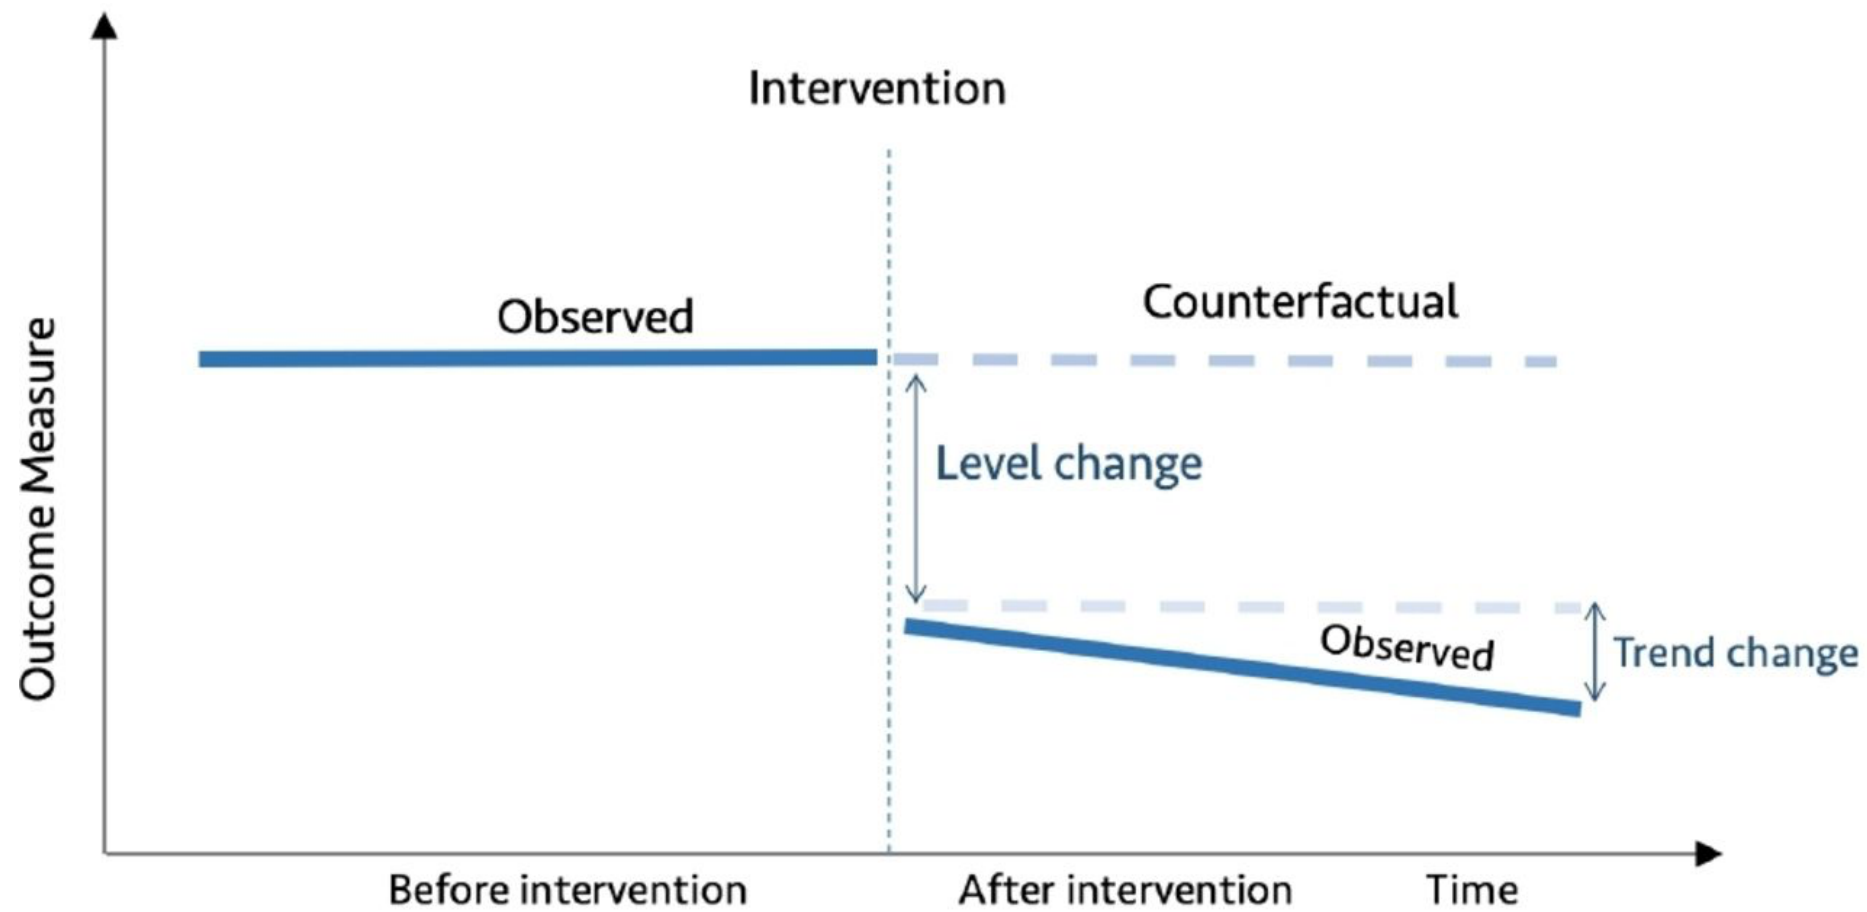 Intervention
Observed
Counterfactual
Level change
Observed
Trend change
Outcome Measure
Before intervention
After intervention
Time